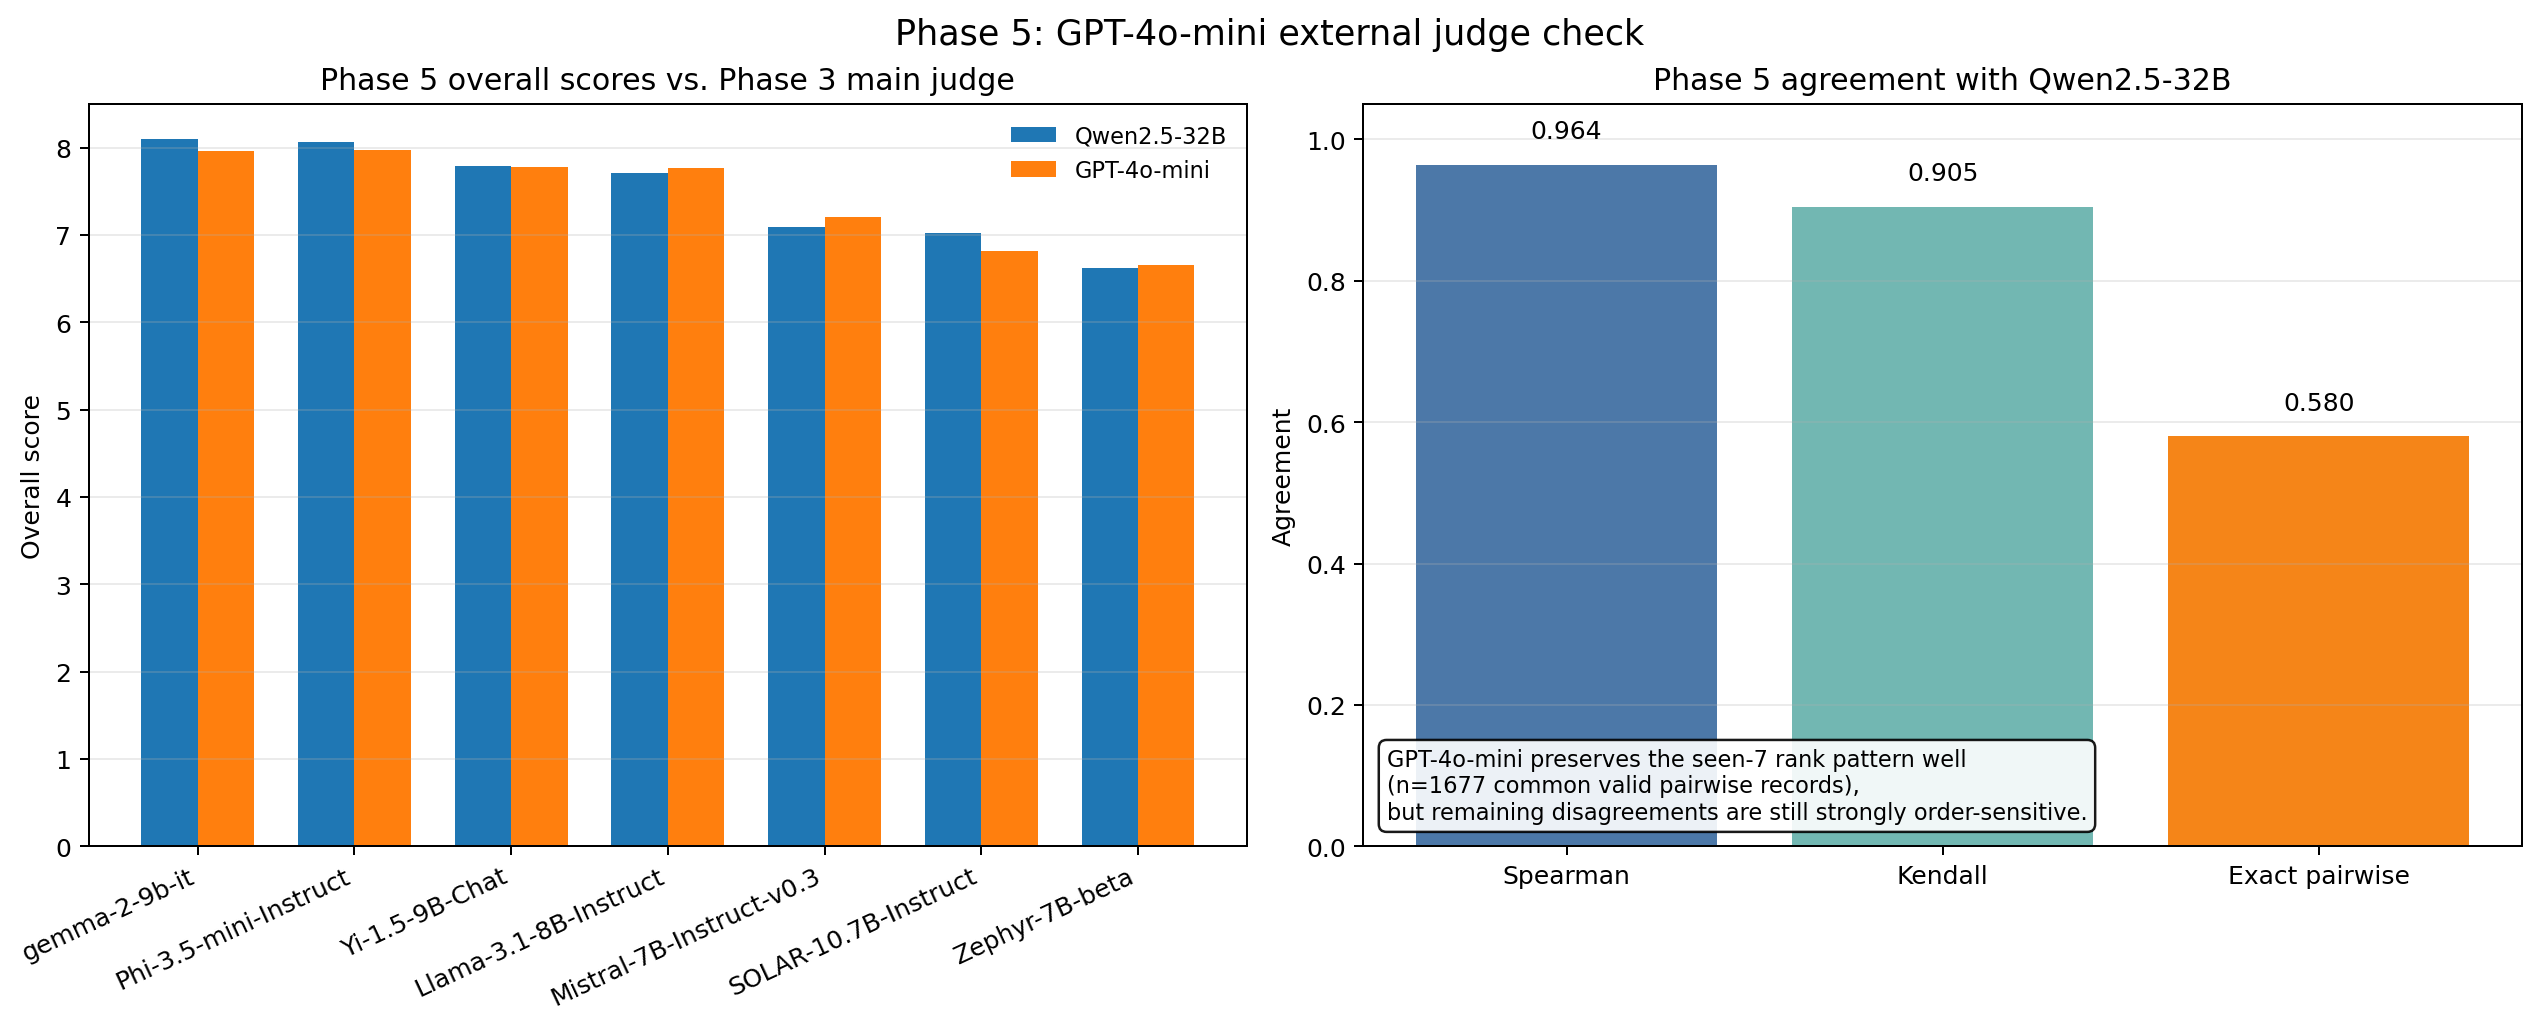 Phase 5: GPT-4o-mini external judge check
Phase 5 overall scores vs. Phase 3 main judge
Overall score
8
7
6
5
4
3
2
1
0
Qwen2.5-32B
GPT-4o-mini
gemma-2-9b-it
Phi-3.5-mini-Instruct
Yi-1.5-9B-Chat
Llama-3.1-8B-Instruct
Mistral-7B-Instruct-v0.3
SOLAR-10.7B-Instruct
Zephyr-7B-beta
Phase 5 agreement with Qwen2.5-32B
Agreement
1.0
0.8
0.6
0.4
0.2
0.0
0.964
0.905
0.580
GPT-4o-mini preserves the seen-7 rank pattern well
(n=1677 common valid pairwise records),
but remaining disagreements are still strongly order-sensitive.
Spearman
Kendall
Exact pairwise